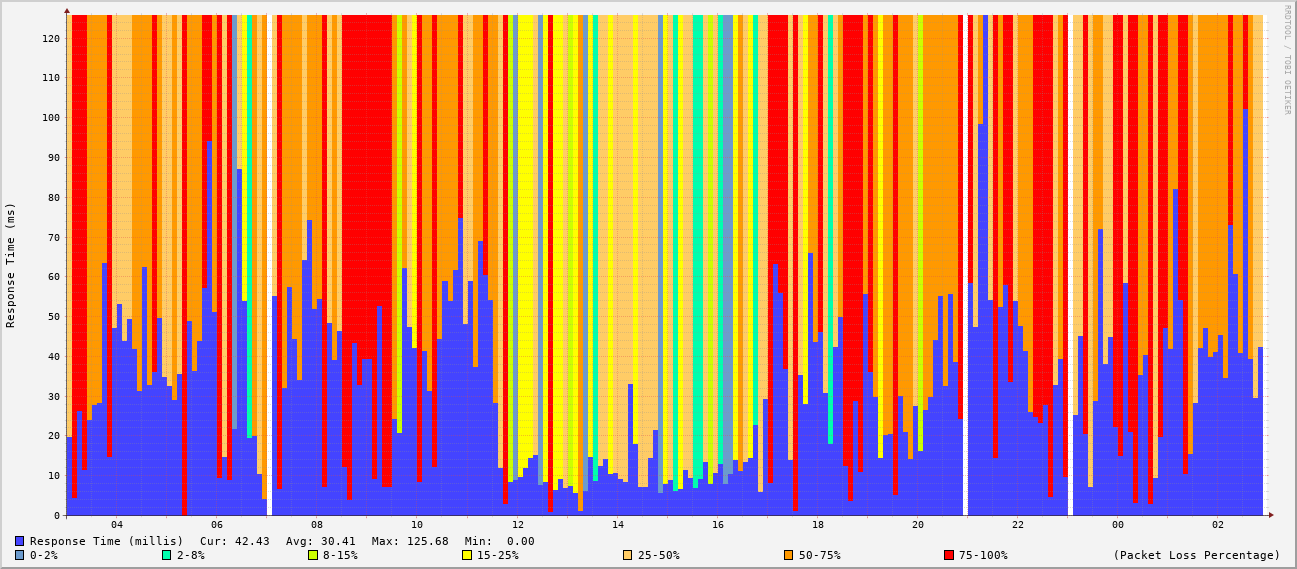 RRDTOOL / TOBI OETIKER
Response Time (ms)
120
110
100
90
80
70
60
50
40
30
20
10
0
04 06 08 10 12 14 16 18 20 22 00 02
Response Time (millis) Cur: 42.43 Avg: 30.41 Max: 125.68 Min: 0.00
0-2% 2-8% 8-15% 15-25% 25-50% 50-75% 75-100% (Packet Loss Percentage)